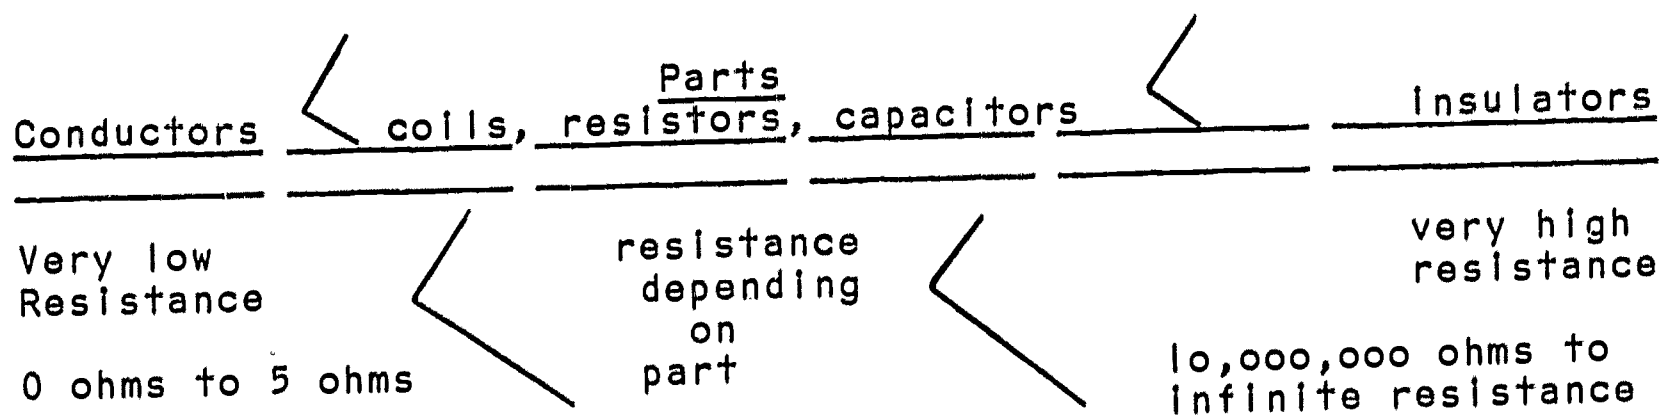 Parts
Conductors < coils, resistors, capacitors < Insulators
Very low
Resistance
0 ohms to 5 ohms
<
resistance
depending
on
part
<
very high
resistance
10,000,000 ohms to
infinite resistance